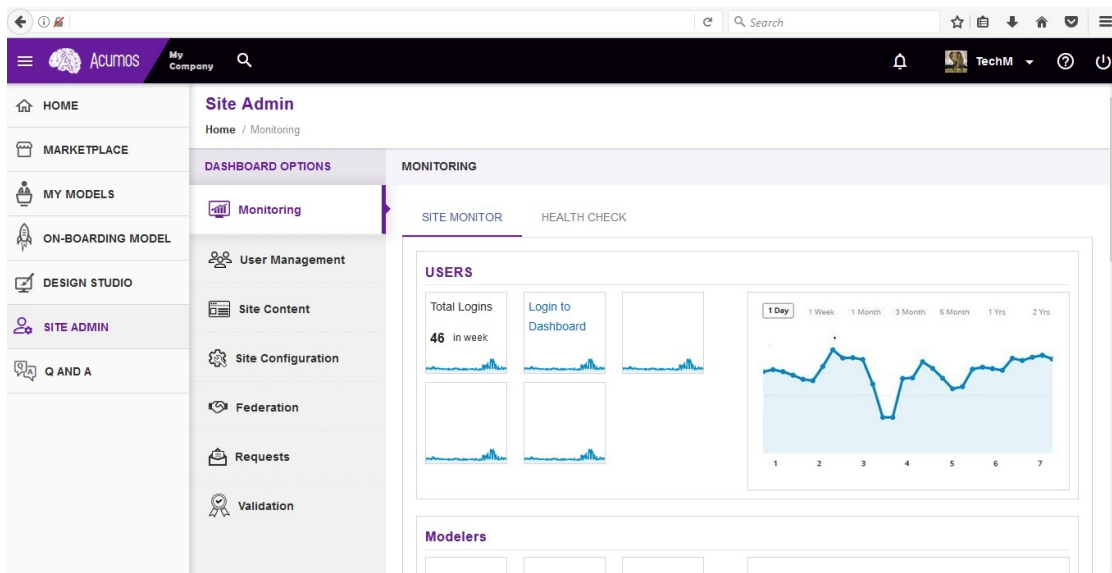 Search
Acumos
My
Company
TechM
HOME
MARKETPLACE
MY MODELS
ON-BOARDING MODEL
DESIGN STUDIO
SITE ADMIN
Q AND A
Site Admin
Home / Monitoring
DASHBOARD OPTIONS
Monitoring
User Management
Site Content
Site Configuration
Federation
Requests
Validation
MONITORING
SITE MONITOR HEALTH CHECK
USERS
Total Logins
46 in week
Login to
Dashboard
1 Day 1 Week 1 Month 3 Month 6 Month 1 Yrs 2 Yrs
1 2 3 4 5 6 7
Modelers